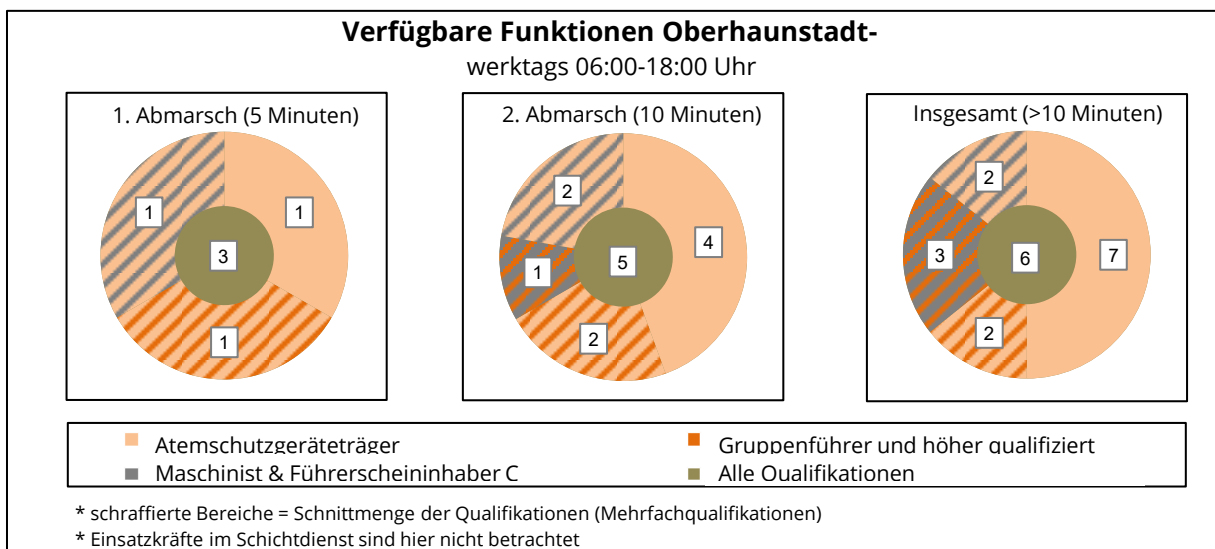 Verfügbare Funktionen Oberhaunstadt-
werktags 06:00-18:00 Uhr
1. Abmarsch (5 Minuten)
1
1
3
1
2. Abmarsch (10 Minuten)
2
4
1
5
2
Insgesamt (>10 Minuten)
2
3
6
7
2
Atemschutzgeräteträger
Gruppenführer und höher qualifiziert
Maschinist & Führerscheininhaber C
Alle Qualifikationen
* schraffierte Bereiche = Schnittmenge der Qualifikationen (Mehrfachqualifikationen)
* Einsatzkräfte im Schichtdienst sind hier nicht betrachtet